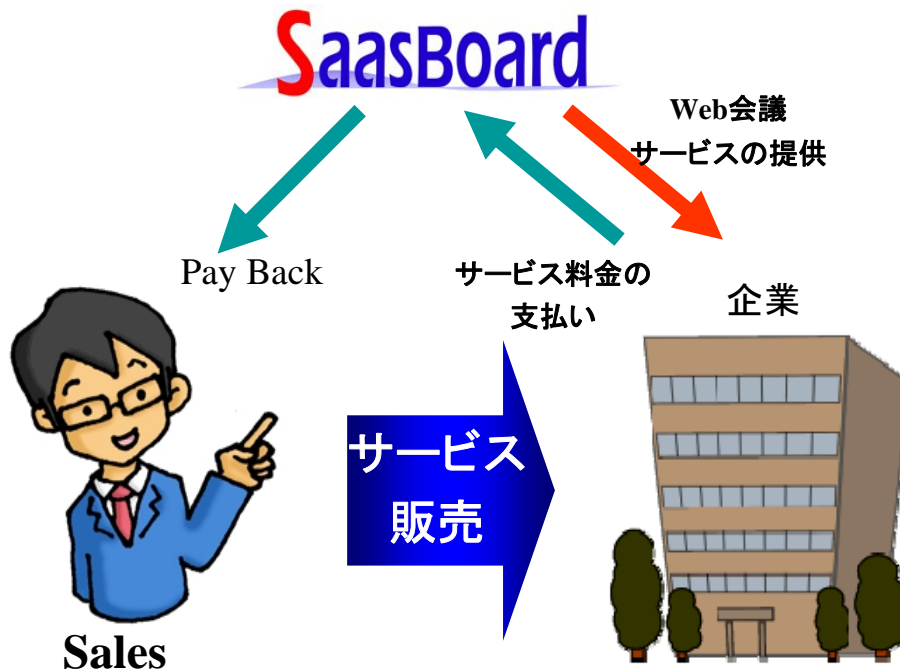 SaasBoard
Web会議
サービスの提供
Pay Back
サービス料金の
支払い
企業
サービス
販売
Sales